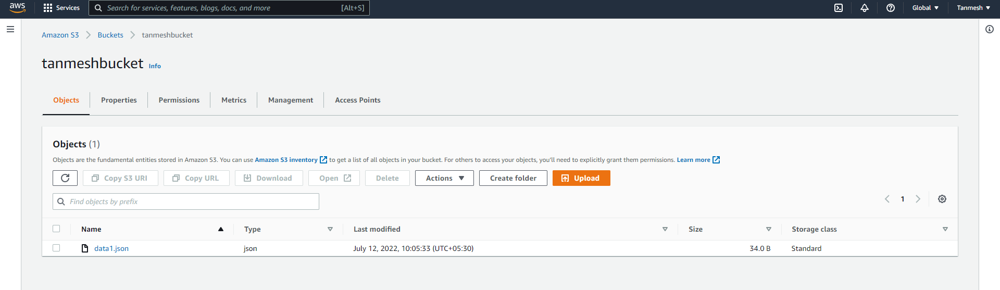 aws Services Search for services, features, blogs, docs, and more [Alt+S] Global Tanmesh
Amazon S3 Buckets tanmeshbucket
tanmeshbucket Info
Objects Properties Permissions Metrics Management Access Points
Objects (1)
Objects are the fundamental entities stored in Amazon S3. You can use Amazon S3 inventory to get a list of all objects in your bucket. For others to access your objects, you'll need to explicitly grant them permissions. Learn more
Copy S3 URI Copy URL Download Open Delete Actions Create folder Upload
Find objects by prefix 1
Name Type Last modified Size Storage class
data1.json json July 12, 2022, 10:05:33 (UTC+05:30) 34.0 B Standard